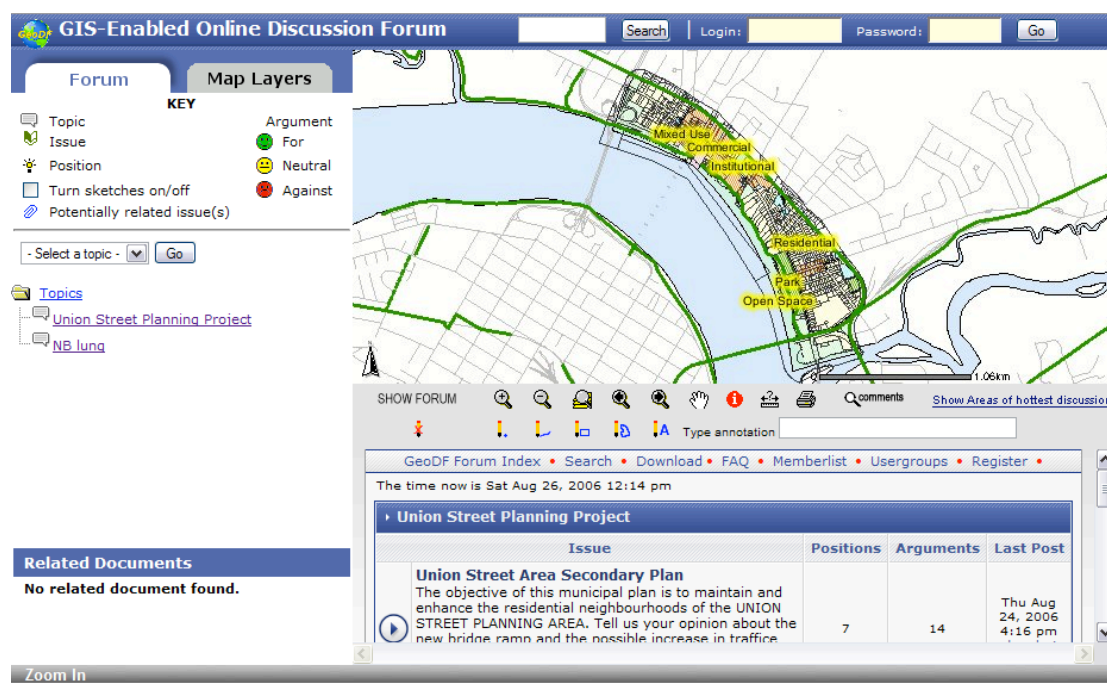 GeoDF GIS-Enabled Online Discussion Forum Search Login: Password: Go
Forum Map Layers
KEY
Topic Argument
Issue For
Position Neutral
Turn sketches on/off Against
Potentially related issue(s)
- Select a topic - Go
Topics
Union Street Planning Project
NB lung
Related Documents
No related document found.
Mixed Use
Commercial
Institutional
Residential
Park
Open Space
1.06km
SHOW FORUM comments Show Areas of hottest discussion
A Type annotation
GeoDF Forum Index • Search • Download • FAQ • Memberlist • Usergroups • Register •
The time now is Sat Aug 26, 2006 12:14 pm
Union Street Planning Project
Issue Positions Arguments Last Post
Union Street Area Secondary Plan
The objective of this municipal plan is to maintain and
enhance the residential neighbourhoods of the UNION
STREET PLANNING AREA. Tell us your opinion about the
new bridge ramp and the possible increase in traffic
7 14 Thu Aug
24, 2006
4:16 pm
Zoom In